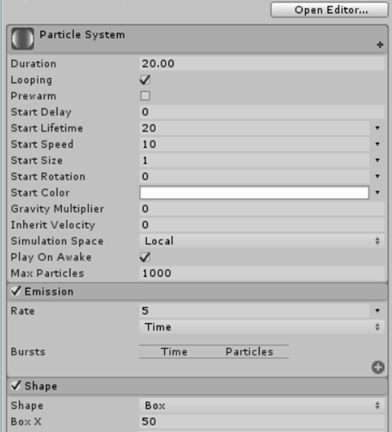 Open Editor...
Particle System
Duration 20.00
Looping
Prewarm
Start Delay 0
Start Lifetime 20
Start Speed 10
Start Size 1
Start Rotation 0
Start Color
Gravity Multiplier 0
Inherit Velocity 0
Simulation Space Local
Play On Awake
Max Particles 1000
Emission
Rate 5
Time
Bursts Time Particles
Shape
Shape Box
Box X 50